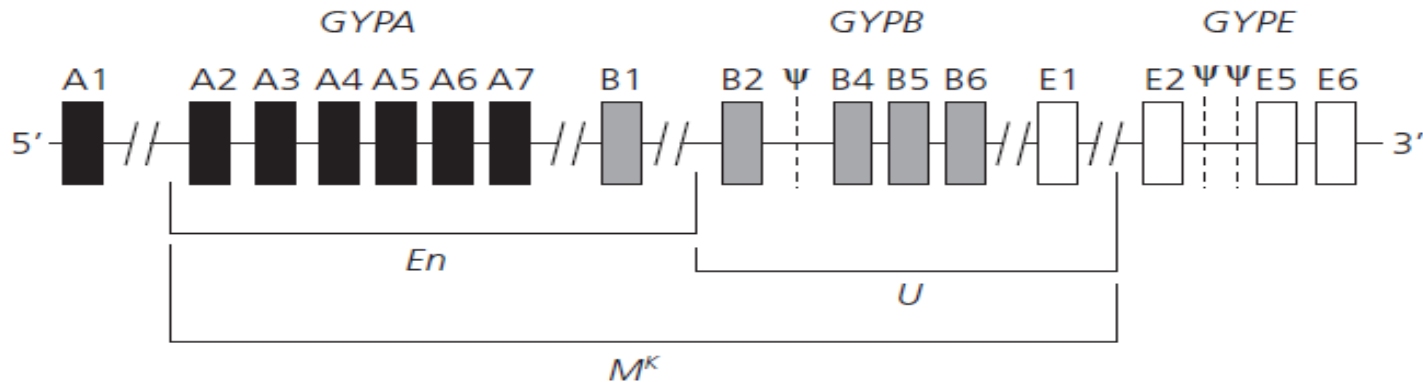 GYPA GYPB GYPE
A1 A2 A3 A4 A5 A6 A7 B1 B2 Ψ B4 B5 B6 E1 E2 Ψ Ψ E5 E6
5’ 3’
En
U
Mᴷ